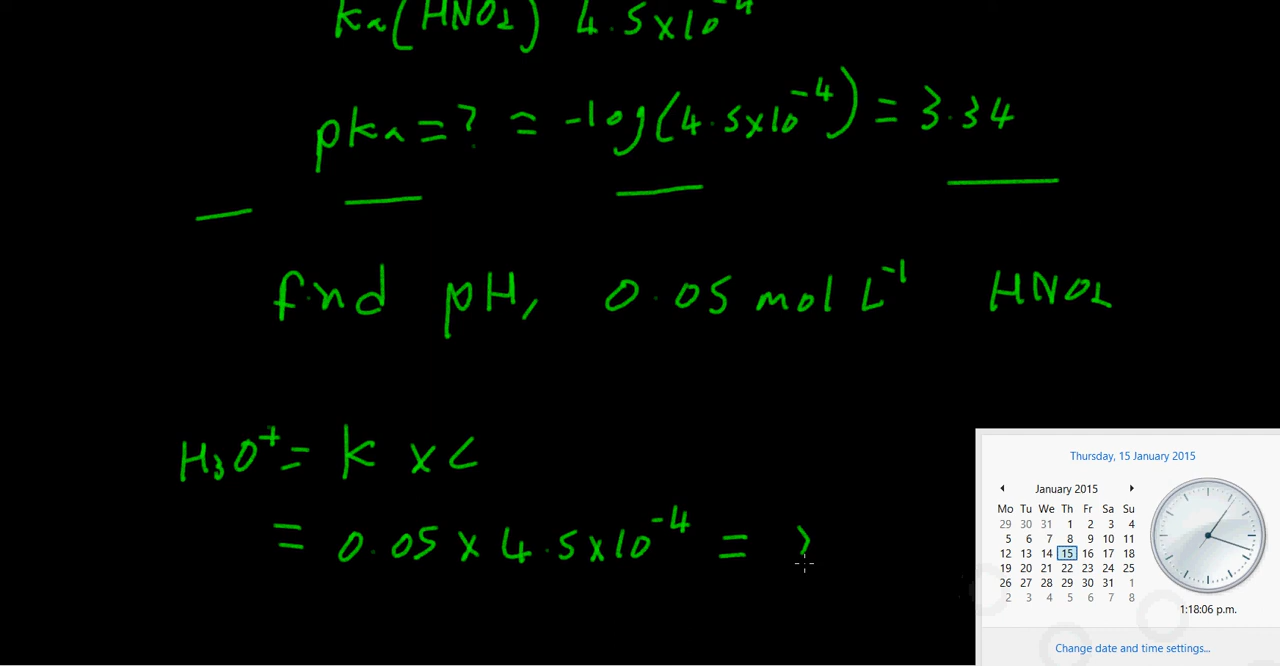 Ka(HNO2) 4.5x10-4
pka=? = -log(4.5x10-4) = 3.34
find pH, 0.05 mol L-1 HNO2
H3O+= K x C
= 0.05 x 4.5x10-4 = ?
Thursday, 15 January 2015
January 2015
Mo Tu We Th Fr Sa Su
29 30 31 1 2 3 4
5 6 7 8 9 10 11
12 13 14 15 16 17 18
19 20 21 22 23 24 25
26 27 28 29 30 31 1
2 3 4 5 6 7 8
1:18:06 p.m.
Change date and time settings...